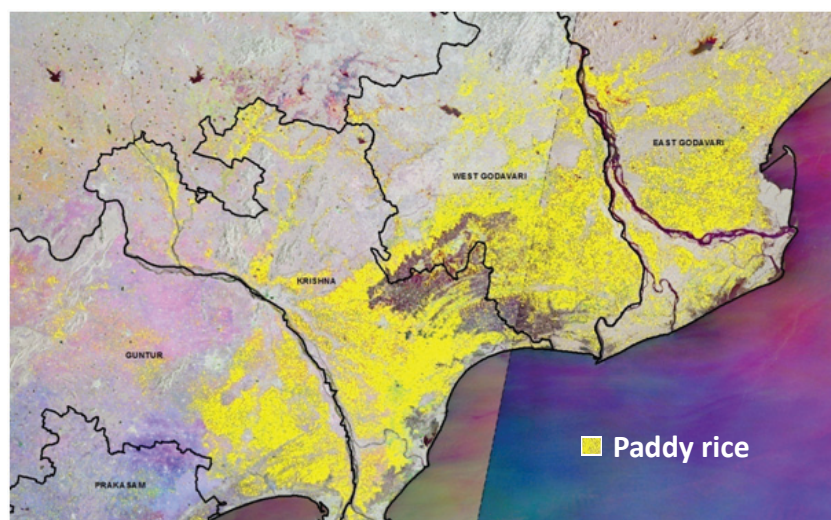 EAST GODAVARI
WEST GODAVARI
KRISHNA
GUNTUR
PRAKASAM
Paddy rice